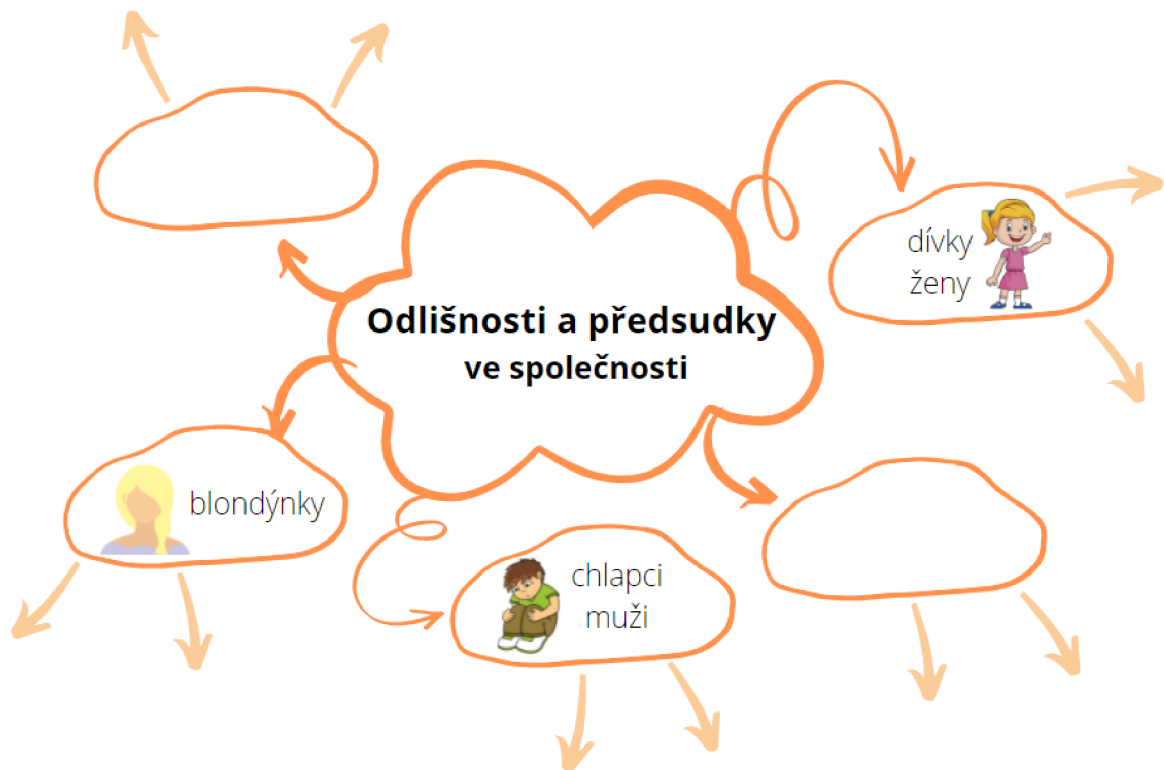 Odlišnosti a předsudky
ve společnosti
dívky
ženy
blondýnky
chlapci
muži